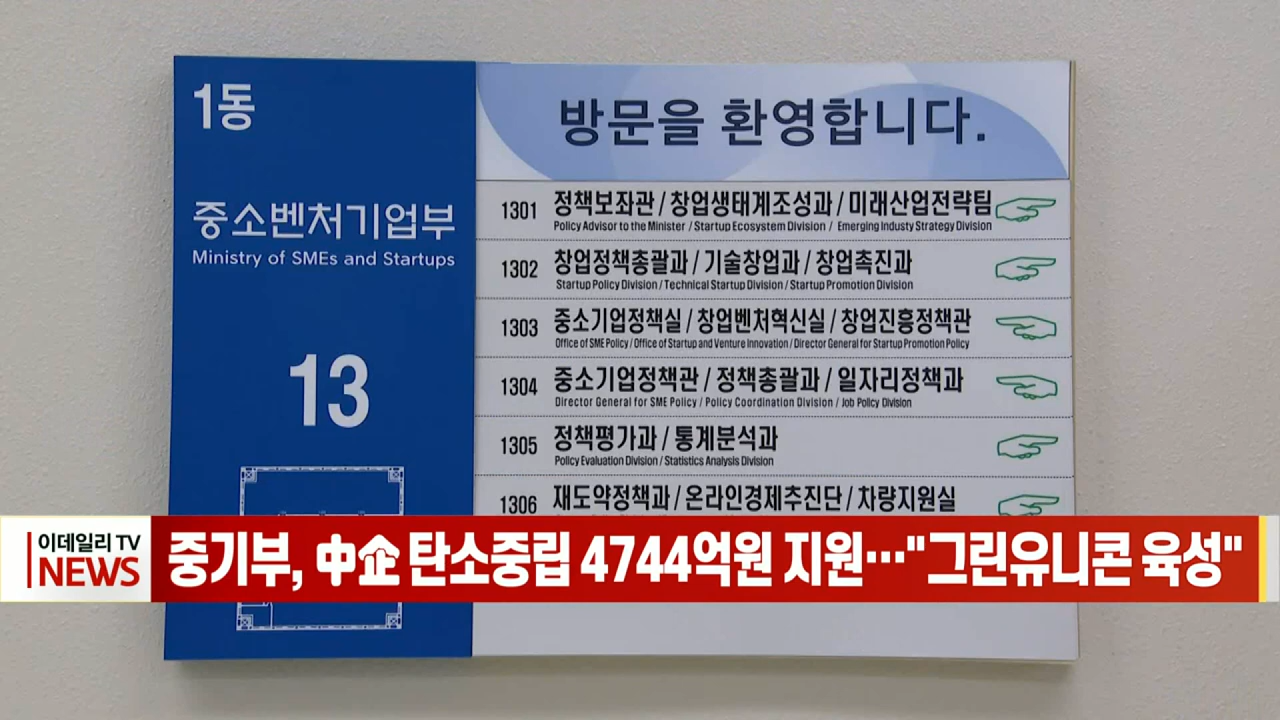 1동
중소벤처기업부
Ministry of SMEs and Startups
13
방문을 환영합니다.
1301 정책보좌관 / 창업생태계조성과 / 미래산업전략팀
Policy Advisor to the Minister / Startup Ecosystem Division / Emerging Industy Strategy Division
1302 창업정책총괄과 / 기술창업과 / 창업촉진과
Startup Policy Division / Technical Startup Division / Startup Promotion Division
1303 중소기업정책실 / 창업벤처혁신실 / 창업진흥정책관
Office of SME Policy / Office of Startup and Venture Innovation / Director General for Startup Promotion Policy
1304 중소기업정책관 / 정책총괄과 / 일자리정책과
Director General for SME Policy / Policy Coordination Division / Job Policy Division
1305 정책평가과 / 통계분석과
Policy Evaluation Division / Statistics Analysis Division
1306 재도약정책과 / 온라인경제추진단 / 차량지원실
이데일리 TV
NEWS
중기부, 中企 탄소중립 4744억원 지원…"그린유니콘 육성"